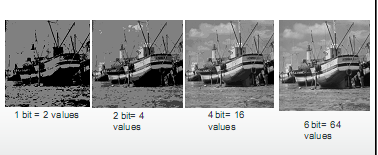 1 bit = 2 values
2 bit= 4
values
4 bit= 16
values
6 bit= 64
values